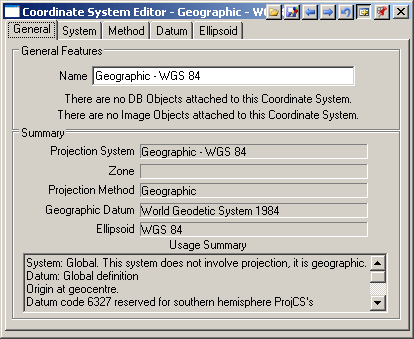 Coordinate System Editor - Geographic - WG
General System Method Datum Ellipsoid
General Features
Name Geographic - WGS 84
There are no DB Objects attached to this Coordinate System.
There are no Image Objects attached to this Coordinate System.
Summary
Projection System Geographic - WGS 84
Zone
Projection Method Geographic
Geographic Datum World Geodetic System 1984
Ellipsoid WGS 84
Usage Summary
System: Global. This system does not involve projection, it is geographic.
Datum: Global definition
Origin at geocentre.
Datum code 6327 reserved for southern hemisphere ProjCS's